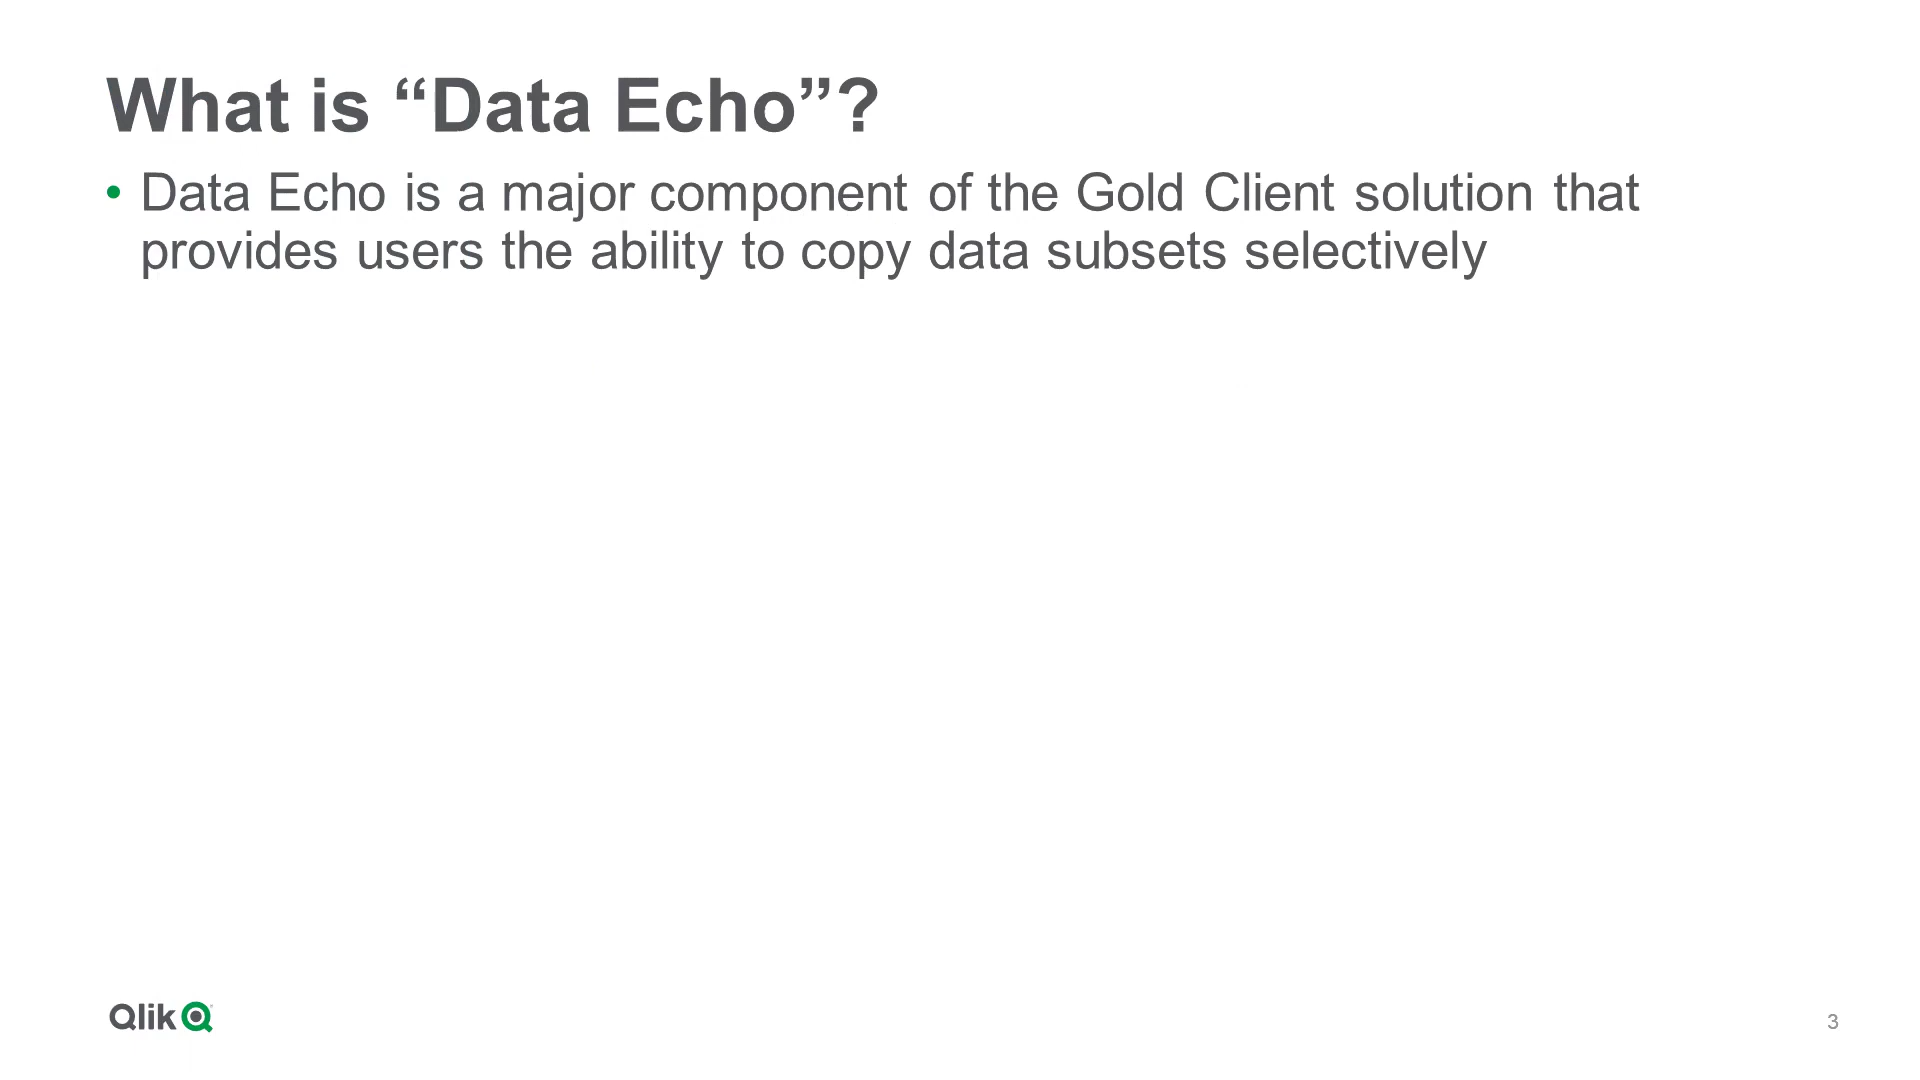 What is “Data Echo”?
• Data Echo is a major component of the Gold Client solution that
provides users the ability to copy data subsets selectively
Qlik
3